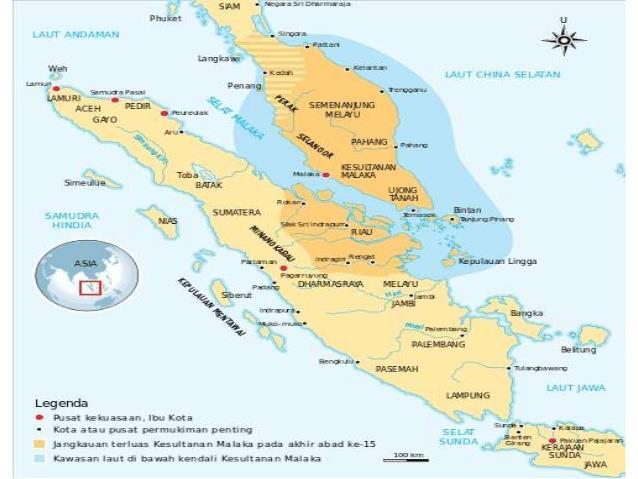 SIAM
Negara Sri Dharmaraja
Phuket
U
LAUT ANDAMAN
Singora
Pattani
Langkawi
Kelantan
LAUT CHINA SELATAN
Weh
Kedah
Lamuri
Samudra Pasai
Penang
Trengganu
LAMURI
PEDIR
PERAK
ACEH
SEMENANJUNG
MELAYU
Peureulak
GAYO
SELAT MALAKA
Aru
SELANGOR
PAHANG
Pahang
Simpang Kiri
KESULTANAN
MALAKA
Malaka
Toba
Simeulue
BATAK
UJONG
TANAH
Rokan
SUMATERA
Temasek
Bintan
Tanjung Pinang
SAMUDRA
HINDIA
NIAS
Siak Sri Indrapura
RIAU
MINANGKABAU
ASIA
Pariaman
Indragiri
Rengat
Kepulauan Lingga
Pagarruyung
KEPULAUAN MENTAWAI
Padang
DHARMASRAYA
MELAYU
Siberut
JAMBI
Jambi
Indrapura
Bangka
Muko-muko
Musi
Palembang
PALEMBANG
Belitung
Bengkulu
PASEMAH
Tulangbawang
LAUT JAWA
LAMPUNG
Legenda
Pusat kekuasaan, Ibu Kota
Kota atau pusat permukiman penting
Jangkauan terluas Kesultanan Malaka pada akhir abad ke-15
Kawasan laut di bawah kendali Kesultanan Malaka
100 km
SELAT
SUNDA
Sunda
Kalapa
Banten
Girang
Pakuan Pajajaran
KERAJAAN
SUNDA
JAWA